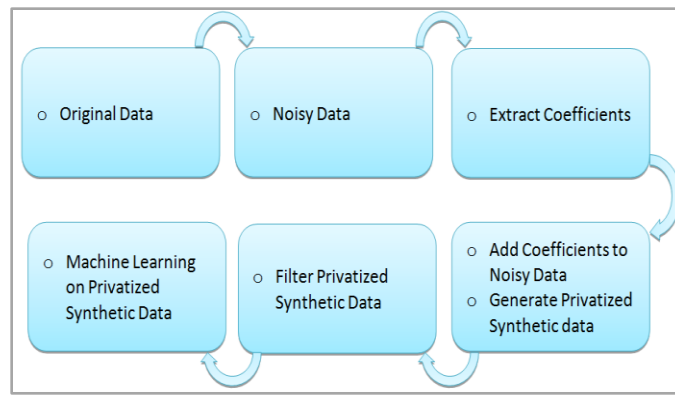 ○ Original Data
○ Noisy Data
○ Extract Coefficients
○ Add Coefficients to
Noisy Data
○ Generate Privatized
Synthetic data
○ Filter Privatized
Synthetic Data
○ Machine Learning
on Privatized
Synthetic Data